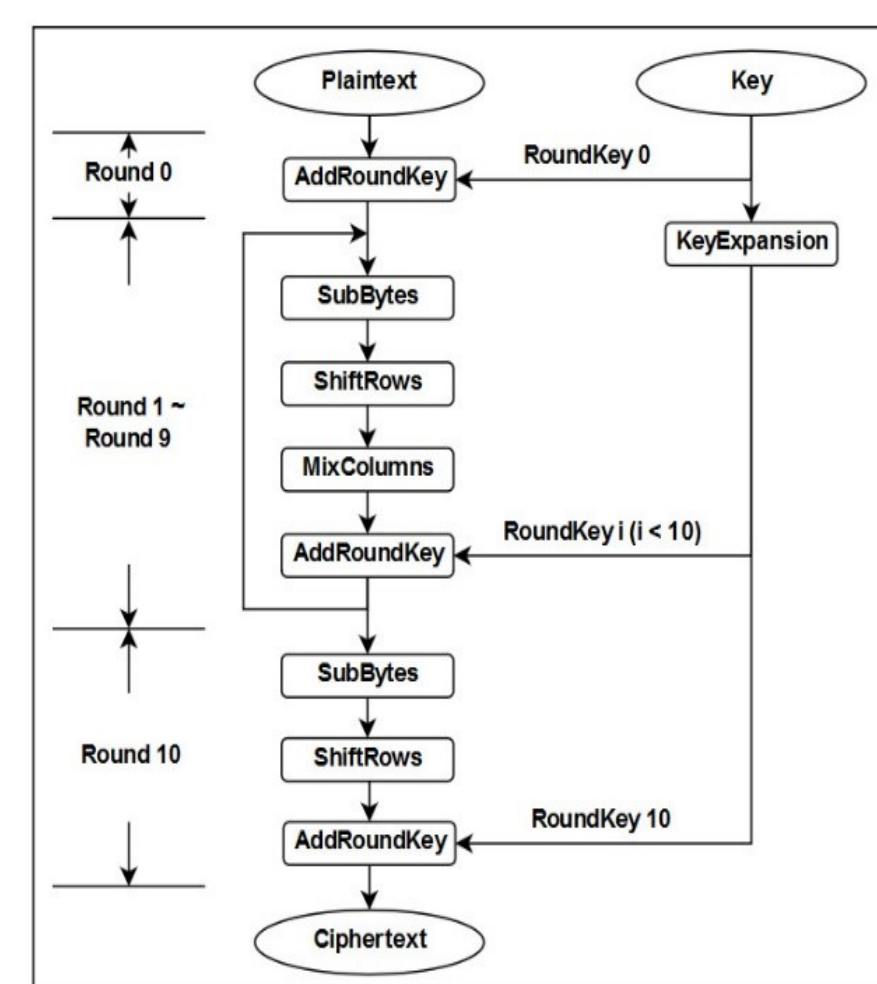 Plaintext
Key
Round 0
AddRoundKey
RoundKey 0
KeyExpansion
SubBytes
ShiftRows
Round 1 ~
Round 9
MixColumns
AddRoundKey
RoundKey i (i < 10)
SubBytes
Round 10
ShiftRows
AddRoundKey
RoundKey 10
Ciphertext